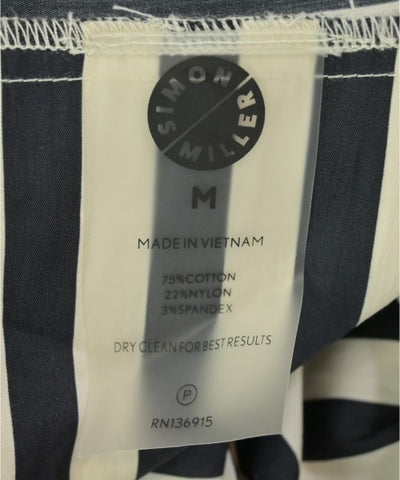 SIMON
MILLER
M
MADE IN VIETNAM
75%COTTON
22%NYLON
3%SPANDEX
DRY CLEAN FOR BEST RESULTS
P
RN136915